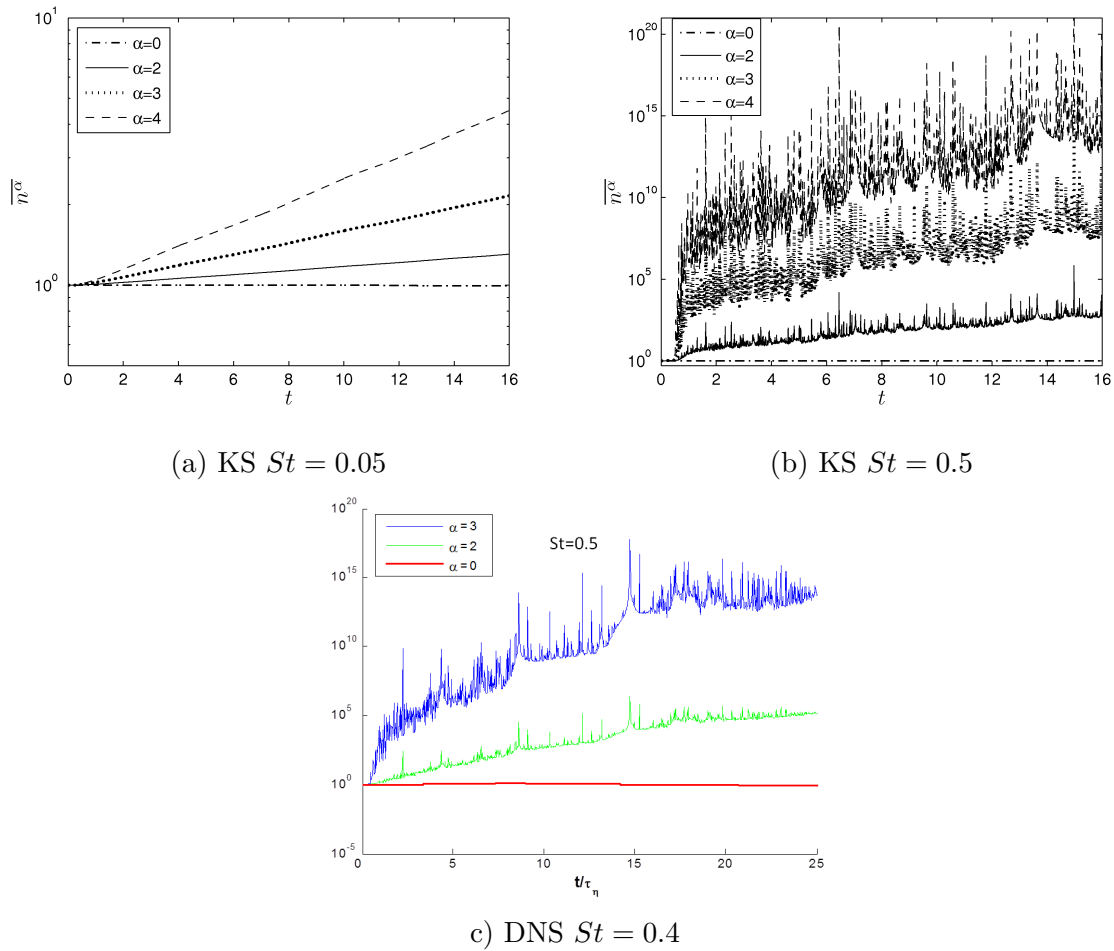 10^1
α=0
α=2
α=3
α=4
\overline{n^α}
10^0
0 2 4 6 8 10 12 14 16
t
(a) KS St = 0.05
10^20
α=0
α=2
α=3
α=4
10^15
\overline{n^α}
10^10
10^5
10^0
0 2 4 6 8 10 12 14 16
t
(b) KS St = 0.5
10^20
α = 3
α = 2
α = 0
St=0.5
10^15
10^10
10^5
10^0
10^-5
0 5 10 15 20 25
t/τ_η
c) DNS St = 0.4